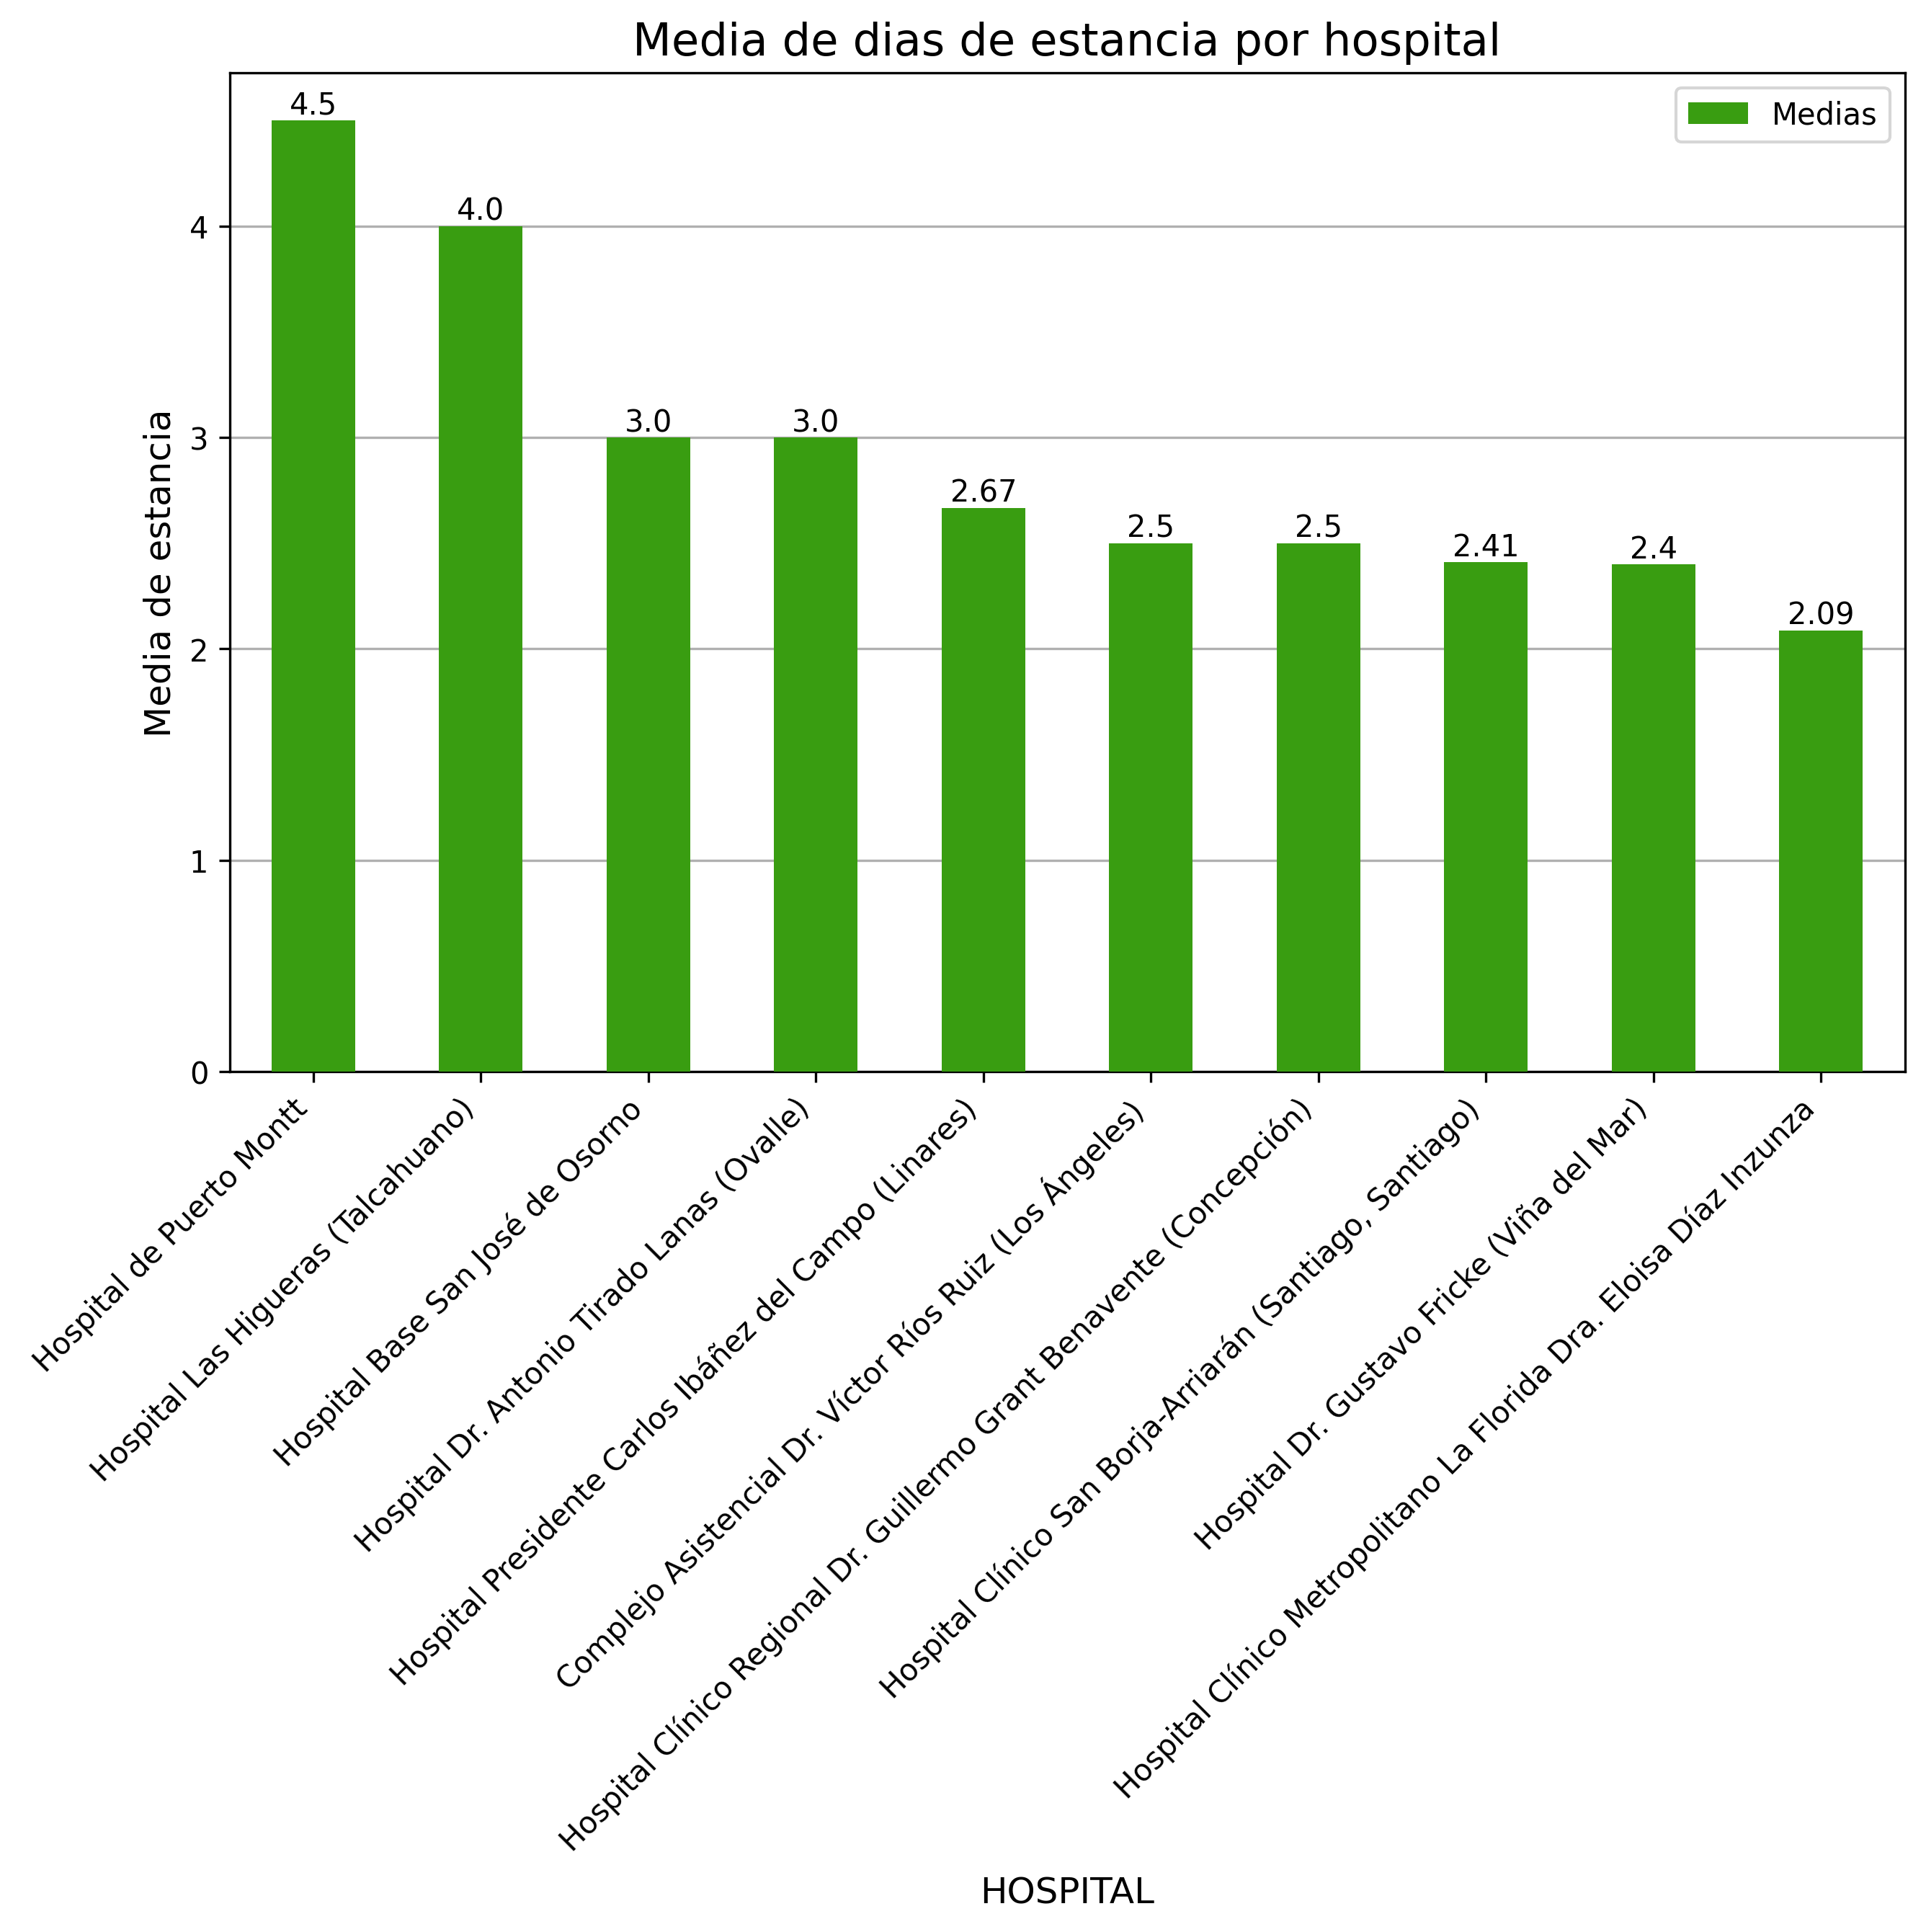 Media de dias de estancia por hospital
Medias
Media de estancia
4
3
2
1
0
4.5
4.0
3.0
3.0
2.67
2.5
2.5
2.41
2.4
2.09
Hospital de Puerto Montt
Hospital Las Higueras (Talcahuano)
Hospital Base San José de Osorno
Hospital Dr. Antonio Tirado Lanas (Ovalle)
Hospital Presidente Carlos Ibáñez del Campo (Linares)
Complejo Asistencial Dr. Víctor Ríos Ruiz (Los Ángeles)
Hospital Clínico Regional Dr. Guillermo Grant Benavente (Concepción)
Hospital Clínico San Borja-Arriarán (Santiago, Santiago)
Hospital Dr. Gustavo Fricke (Viña del Mar)
Hospital Clínico Metropolitano La Florida Dra. Eloisa Díaz Inzunza
HOSPITAL